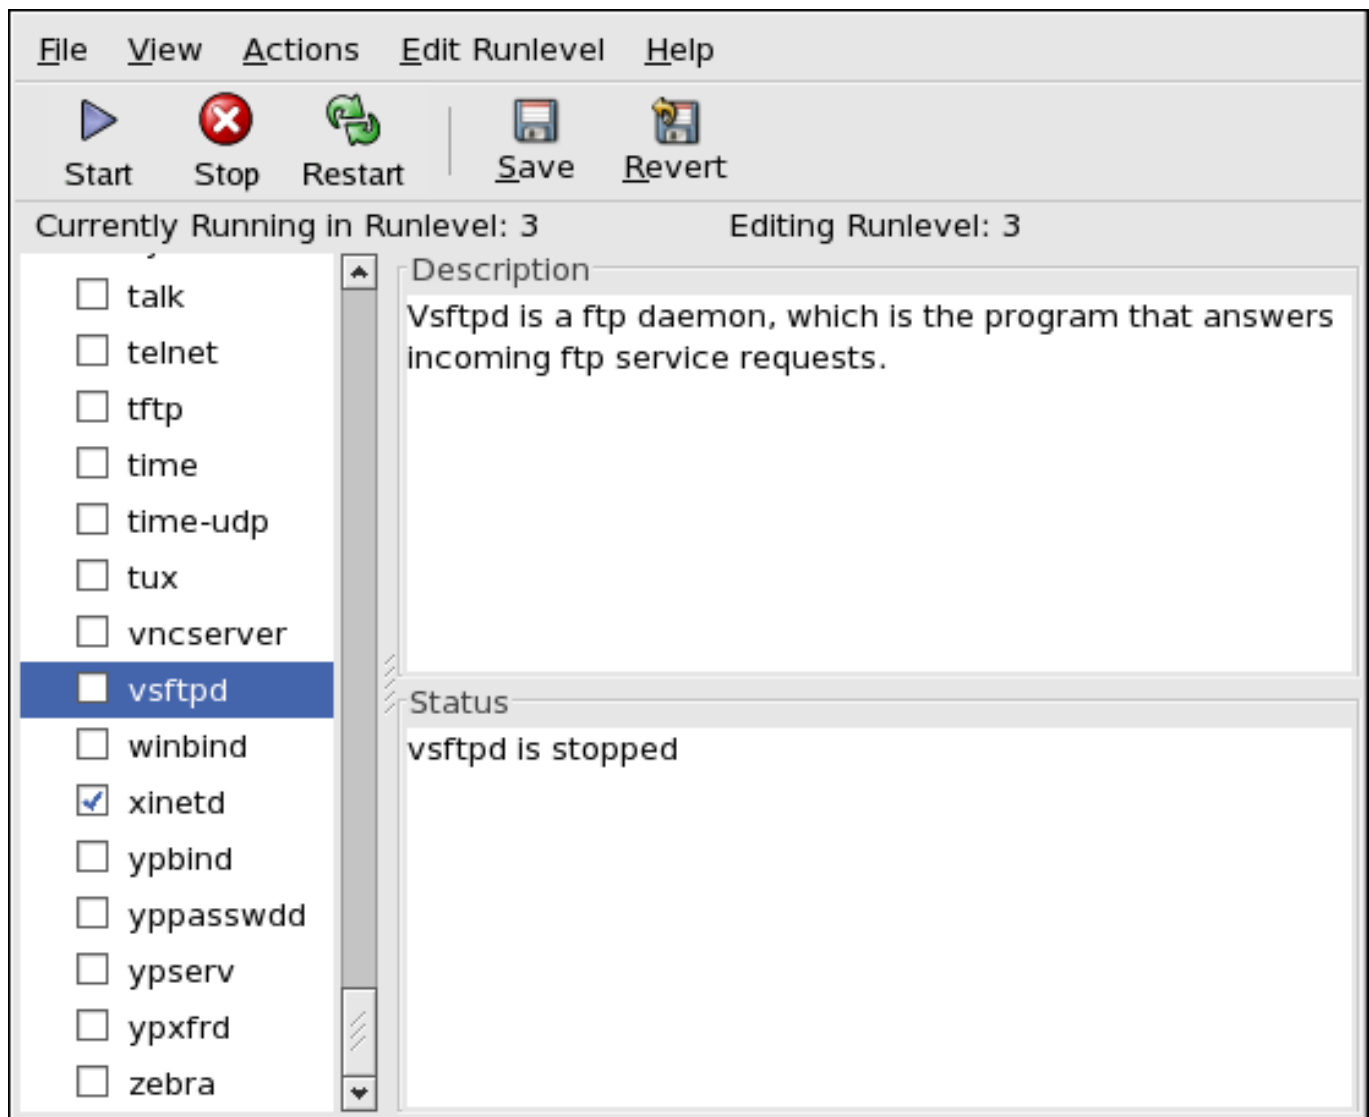 File View Actions Edit Runlevel Help
Start Stop Restart Save Revert
Currently Running in Runlevel: 3 Editing Runlevel: 3
talk
telnet
tftp
time
time-udp
tux
vncserver
vsftpd
winbind
xinetd
ypbind
yppasswdd
ypserv
ypxfrd
zebra
Description
Vsftpd is a ftp daemon, which is the program that answers
incoming ftp service requests.
Status
vsftpd is stopped